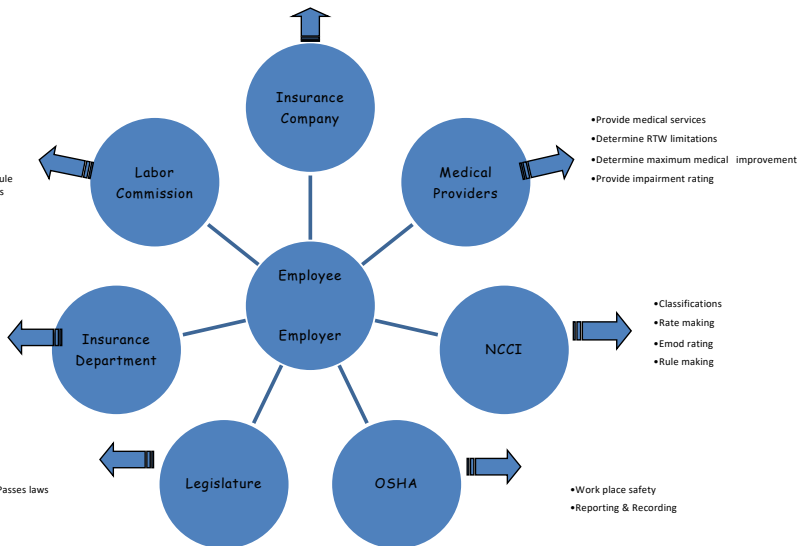 Insurance
Company
•Provide medical services
•Determine RTW limitations
•Determine maximum medical improvement
•Provide impairment rating
Labor
Commission
Medical
Providers
Employee
Employer
•Classifications
•Rate making
•Emod rating
•Rule making
Insurance
Department
NCCI
Legislature
OSHA
Passes laws
•Work place safety
•Reporting & Recording